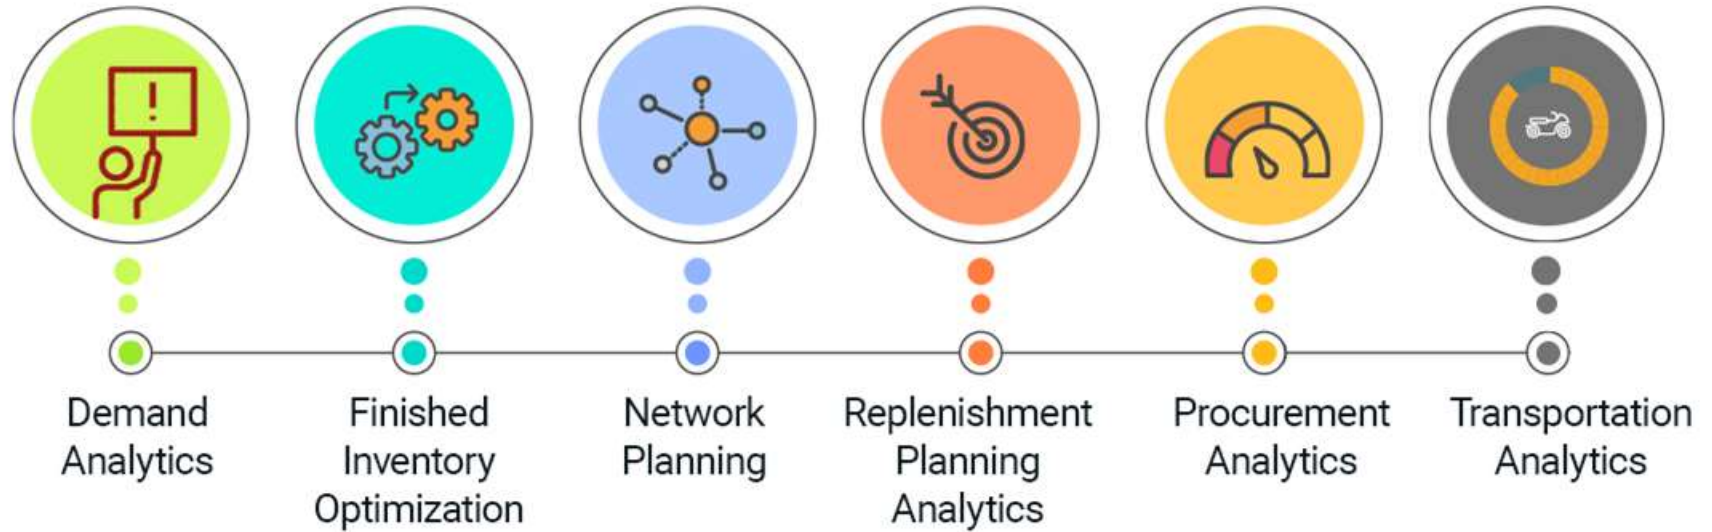 !
Demand
Analytics
Finished
Inventory
Optimization
Network
Planning
Replenishment
Planning
Analytics
Procurement
Analytics
Transportation
Analytics